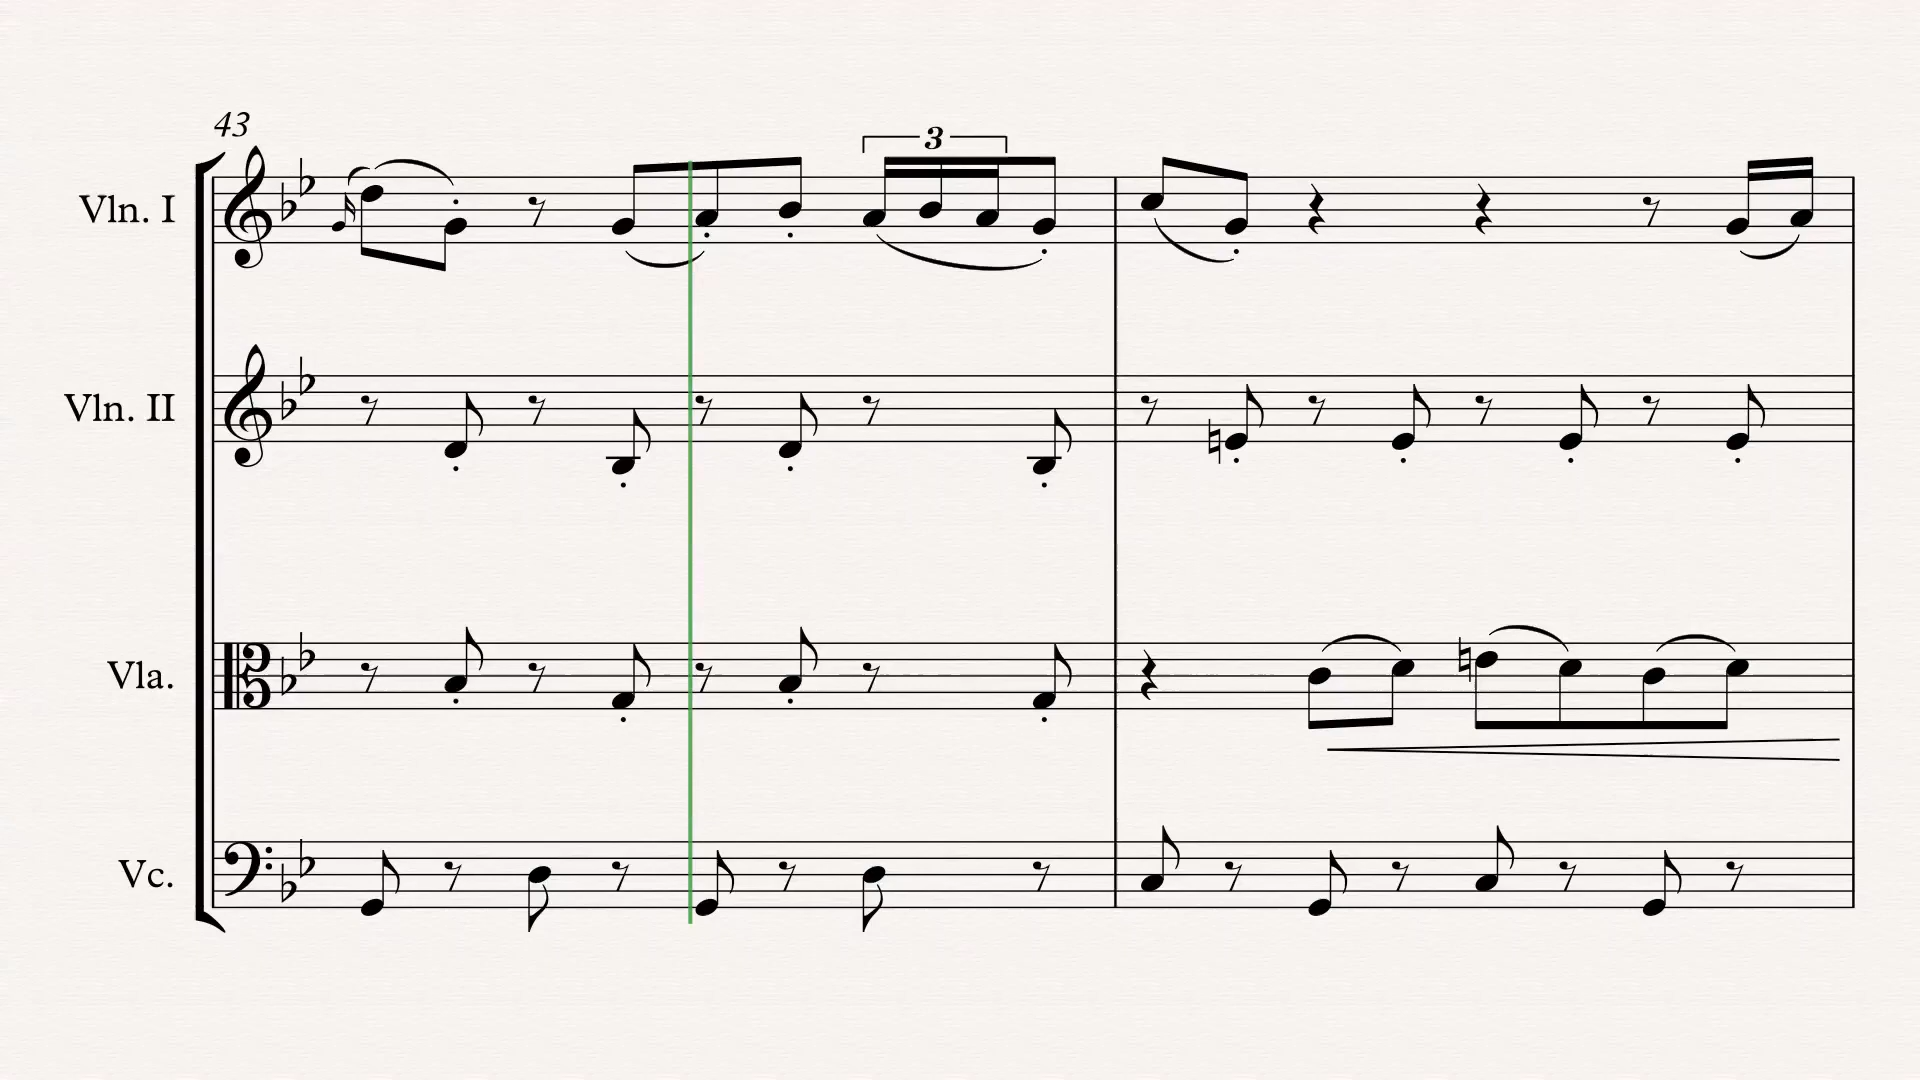 43
3
Vln. I
Vln. II
Vla.
Vc.